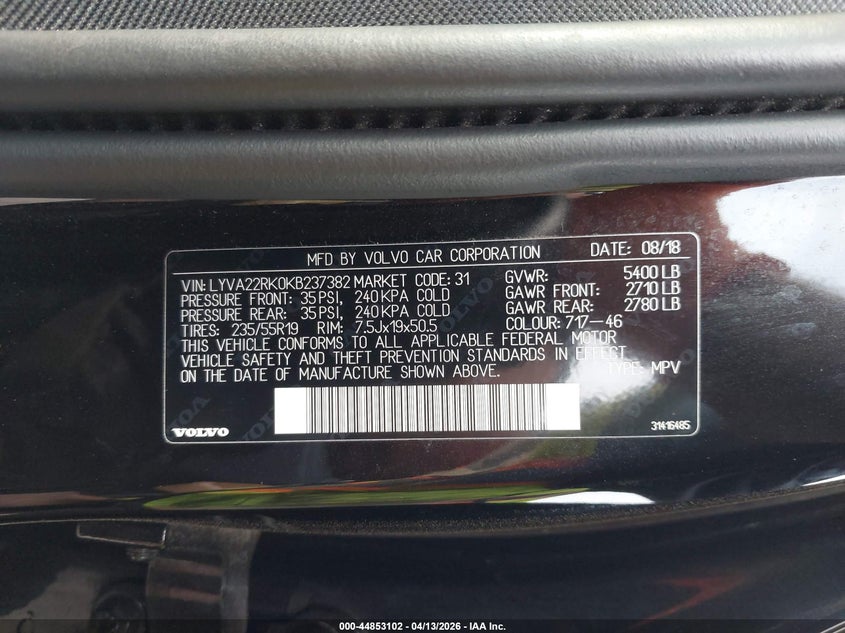 MFD BY VOLVO CAR CORPORATION DATE: 08/18
VIN: LYVA22RK0KB237382 MARKET CODE: 31 GVWR: 5400 LB
PRESSURE FRONT: 35 PSI, 240 KPA COLD GAWR FRONT: 2710 LB
PRESSURE REAR: 35 PSI, 240 KPA COLD GAWR REAR: 2780 LB
TIRES: 235/55R19 RIM: 7.5Jx19x50.5 COLOUR: 717-46
THIS VEHICLE CONFORMS TO ALL APPLICABLE FEDERAL MOTOR
VEHICLE SAFETY AND THEFT PREVENTION STANDARDS IN EFFECT
ON THE DATE OF MANUFACTURE SHOWN ABOVE. TYPE: MPV
VOLVO 31416485
000-44853102 - 04/13/2026 - IAA Inc.